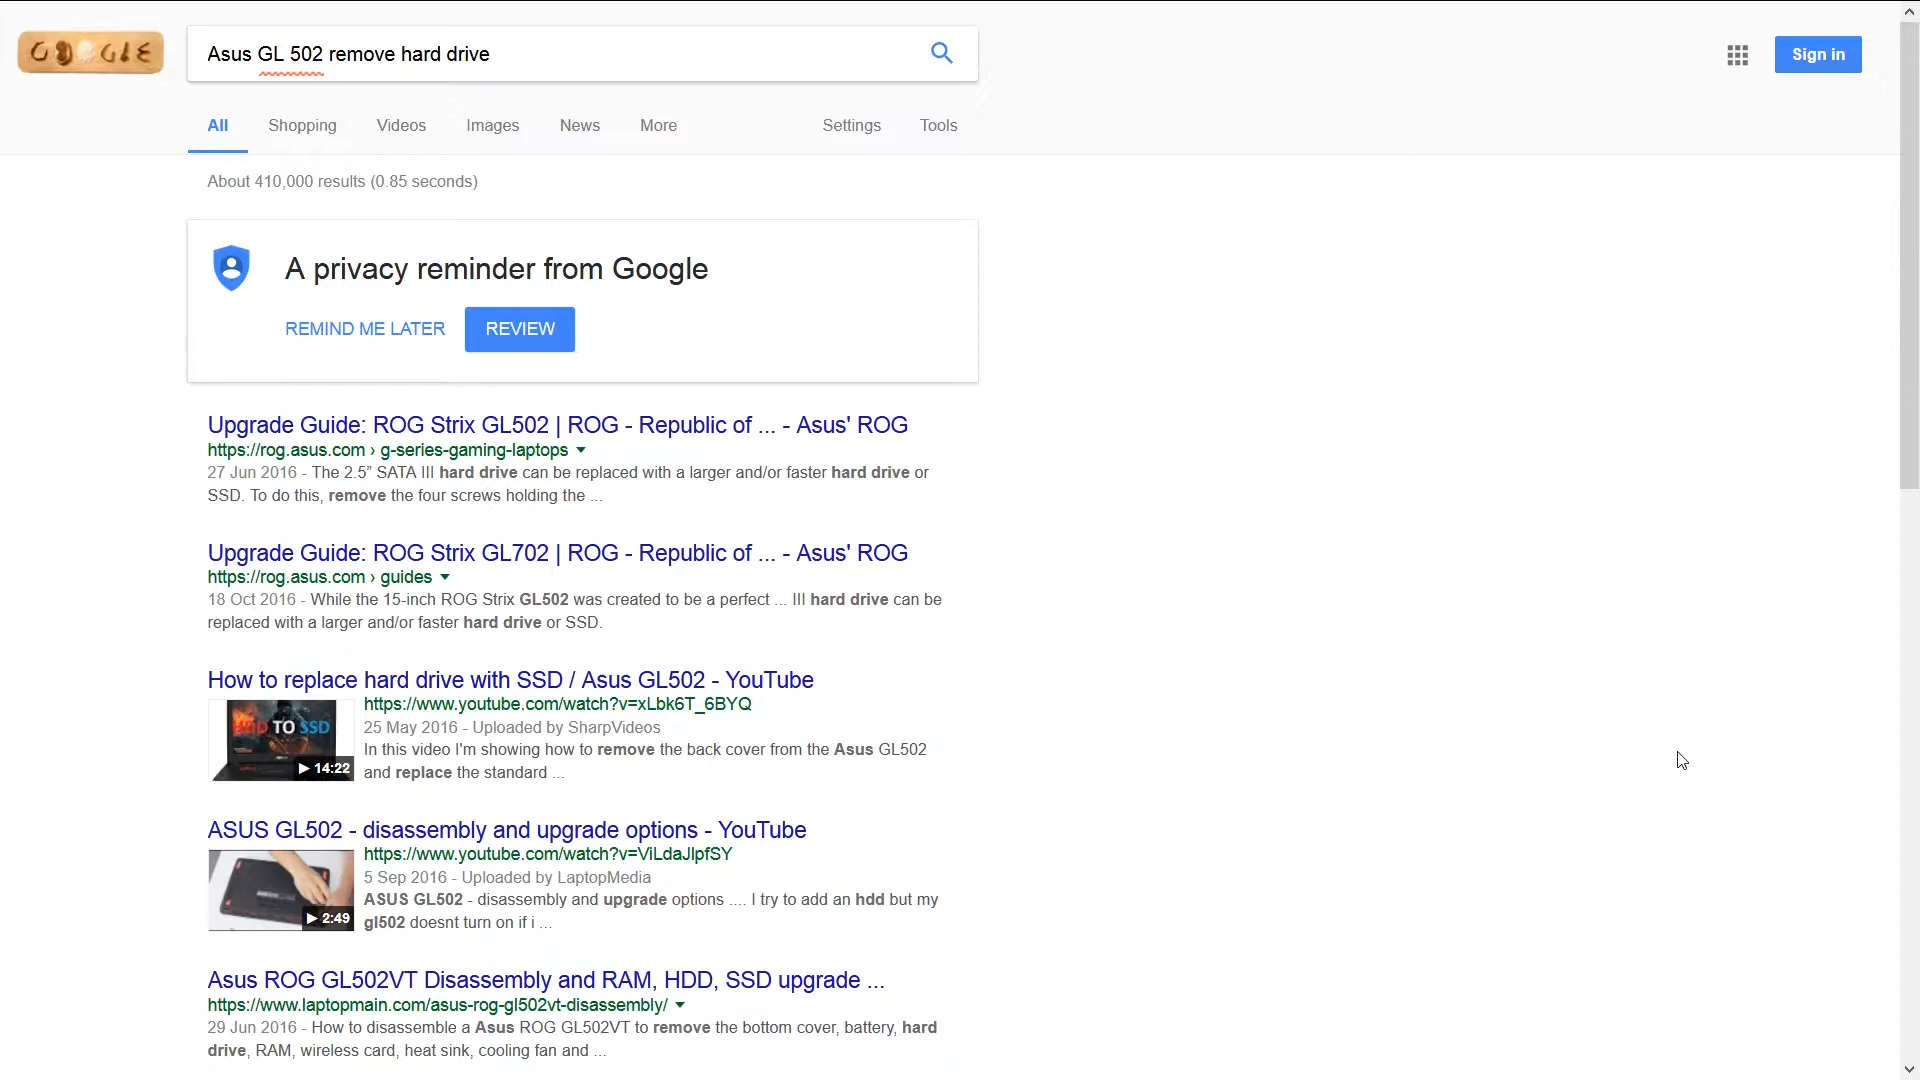 GOOGLE
Asus GL 502 remove hard drive
Sign in
All Shopping Videos Images News More Settings Tools
About 410,000 results (0.85 seconds)
A privacy reminder from Google
REMIND ME LATER REVIEW
Upgrade Guide: ROG Strix GL502 | ROG - Republic of ... - Asus' ROG
https://rog.asus.com › g-series-gaming-laptops
27 Jun 2016 - The 2.5” SATA III hard drive can be replaced with a larger and/or faster hard drive or
SSD. To do this, remove the four screws holding the ...
Upgrade Guide: ROG Strix GL702 | ROG - Republic of ... - Asus' ROG
https://rog.asus.com › guides
18 Oct 2016 - While the 15-inch ROG Strix GL502 was created to be a perfect ... III hard drive can be
replaced with a larger and/or faster hard drive or SSD.
How to replace hard drive with SSD / Asus GL502 - YouTube
https://www.youtube.com/watch?v=xLbk6T_6BYQ
25 May 2016 - Uploaded by SharpVideos
In this video I'm showing how to remove the back cover from the Asus GL502
and replace the standard ...
HDD TO SSD
14:22
ASUS GL502 - disassembly and upgrade options - YouTube
https://www.youtube.com/watch?v=ViLdaJlpfSY
5 Sep 2016 - Uploaded by LaptopMedia
ASUS GL502 - disassembly and upgrade options .... I try to add an hdd but my
gl502 doesnt turn on if i ...
2:49
Asus ROG GL502VT Disassembly and RAM, HDD, SSD upgrade ...
https://www.laptopmain.com/asus-rog-gl502vt-disassembly/
29 Jun 2016 - How to disassemble a Asus ROG GL502VT to remove the bottom cover, battery, hard
drive, RAM, wireless card, heat sink, cooling fan and ...